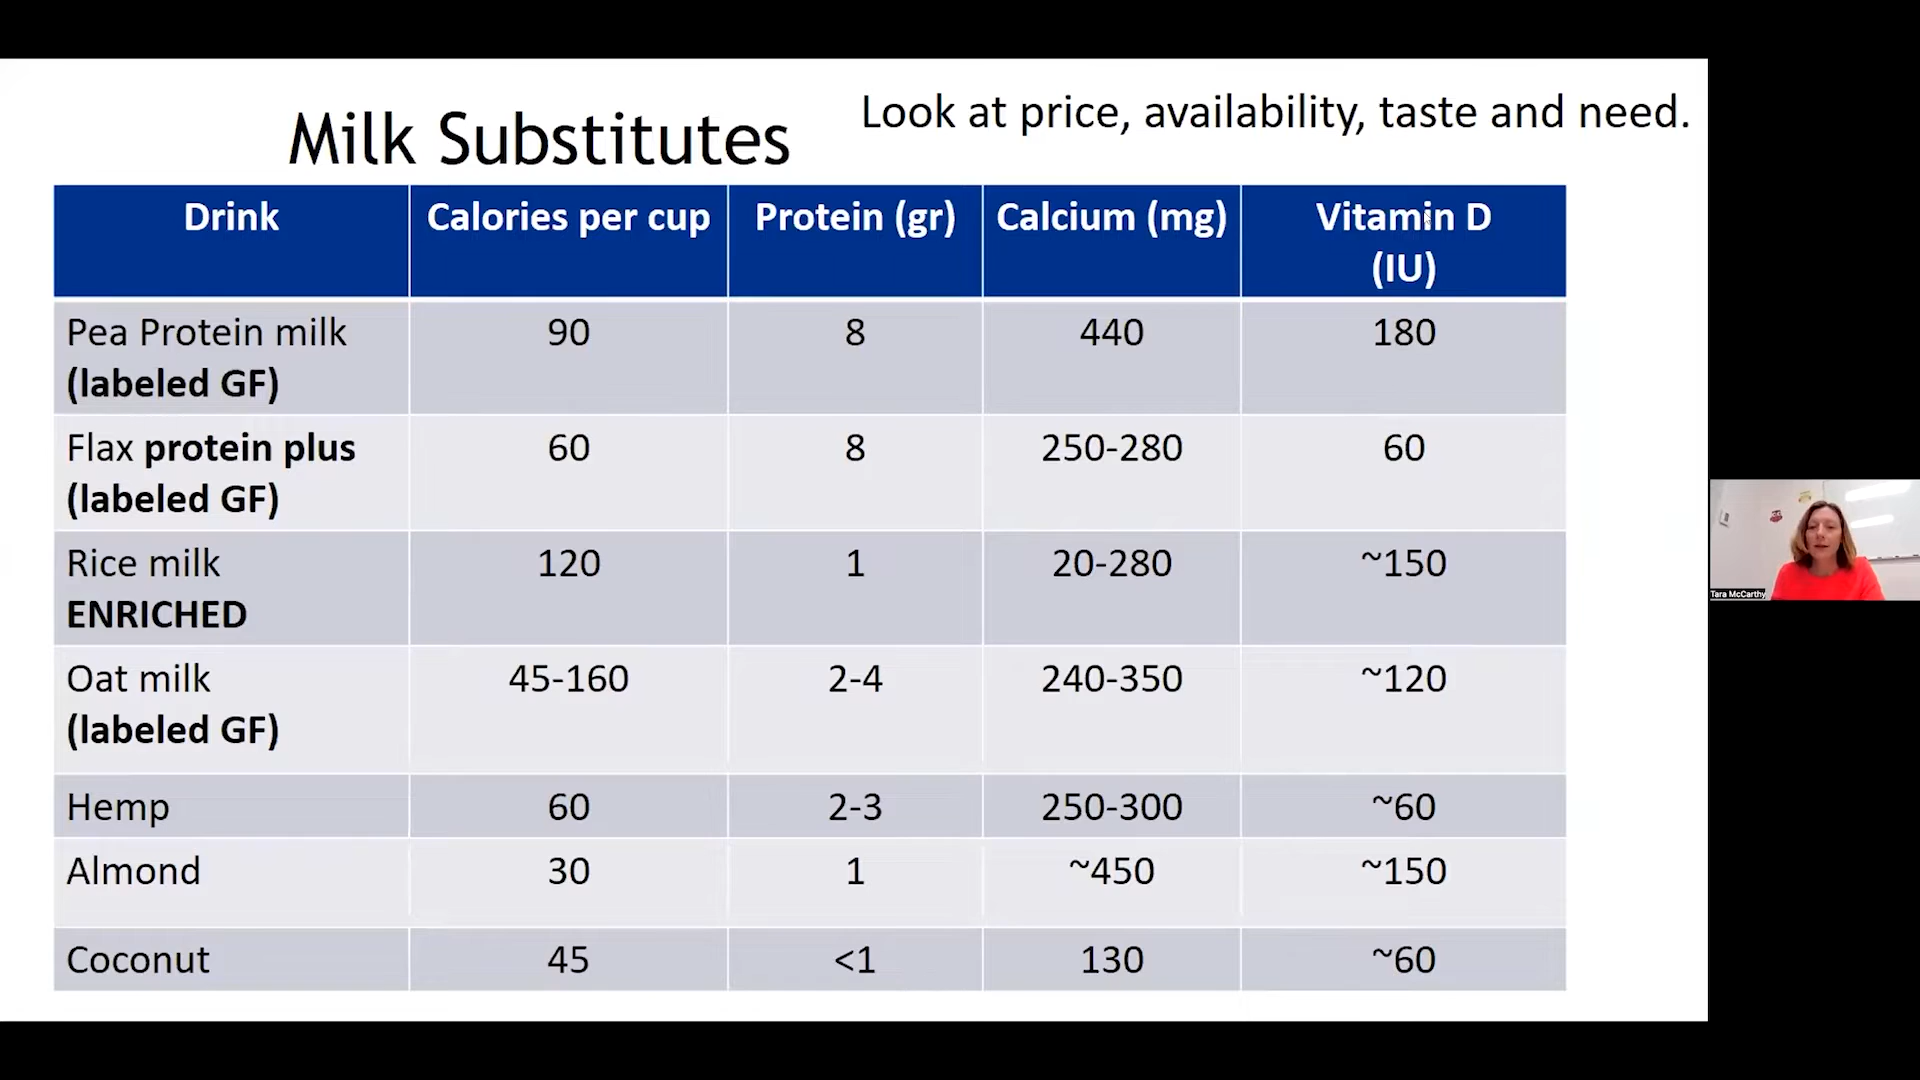 Look at price, availability, taste and need.
Milk Substitutes
Drink Calories per cup Protein (gr) Calcium (mg) Vitamin D
(IU)
Pea Protein milk 90 8 440 180
(labeled GF)
Flax protein plus 60 8 250-280 60
(labeled GF)
Rice milk 120 1 20-280 ~150
ENRICHED
Oat milk 45-160 2-4 240-350 ~120
(labeled GF)
Hemp 60 2-3 250-300 ~60
Almond 30 1 ~450 ~150
Coconut 45 <1 130 ~60
Tara McCarthy